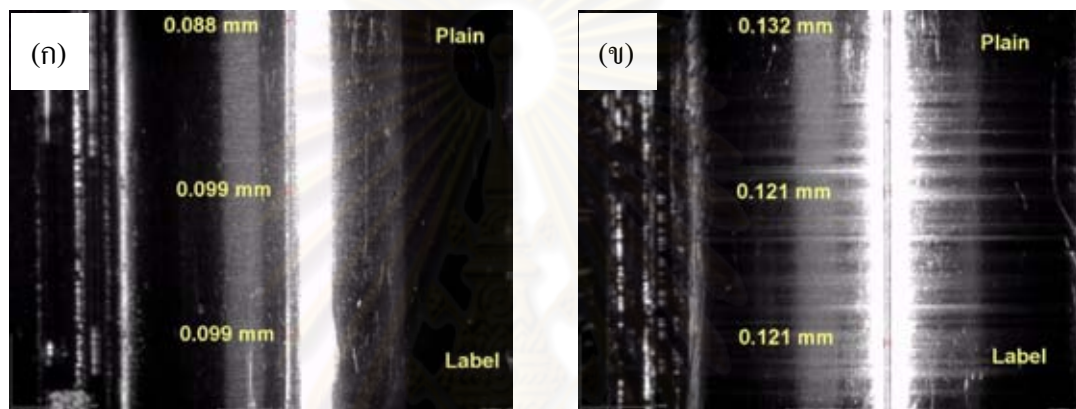 (ก)
0.088 mm
Plain
0.099 mm
0.099 mm
Label
(ข)
0.132 mm
Plain
0.121 mm
0.121 mm
Label